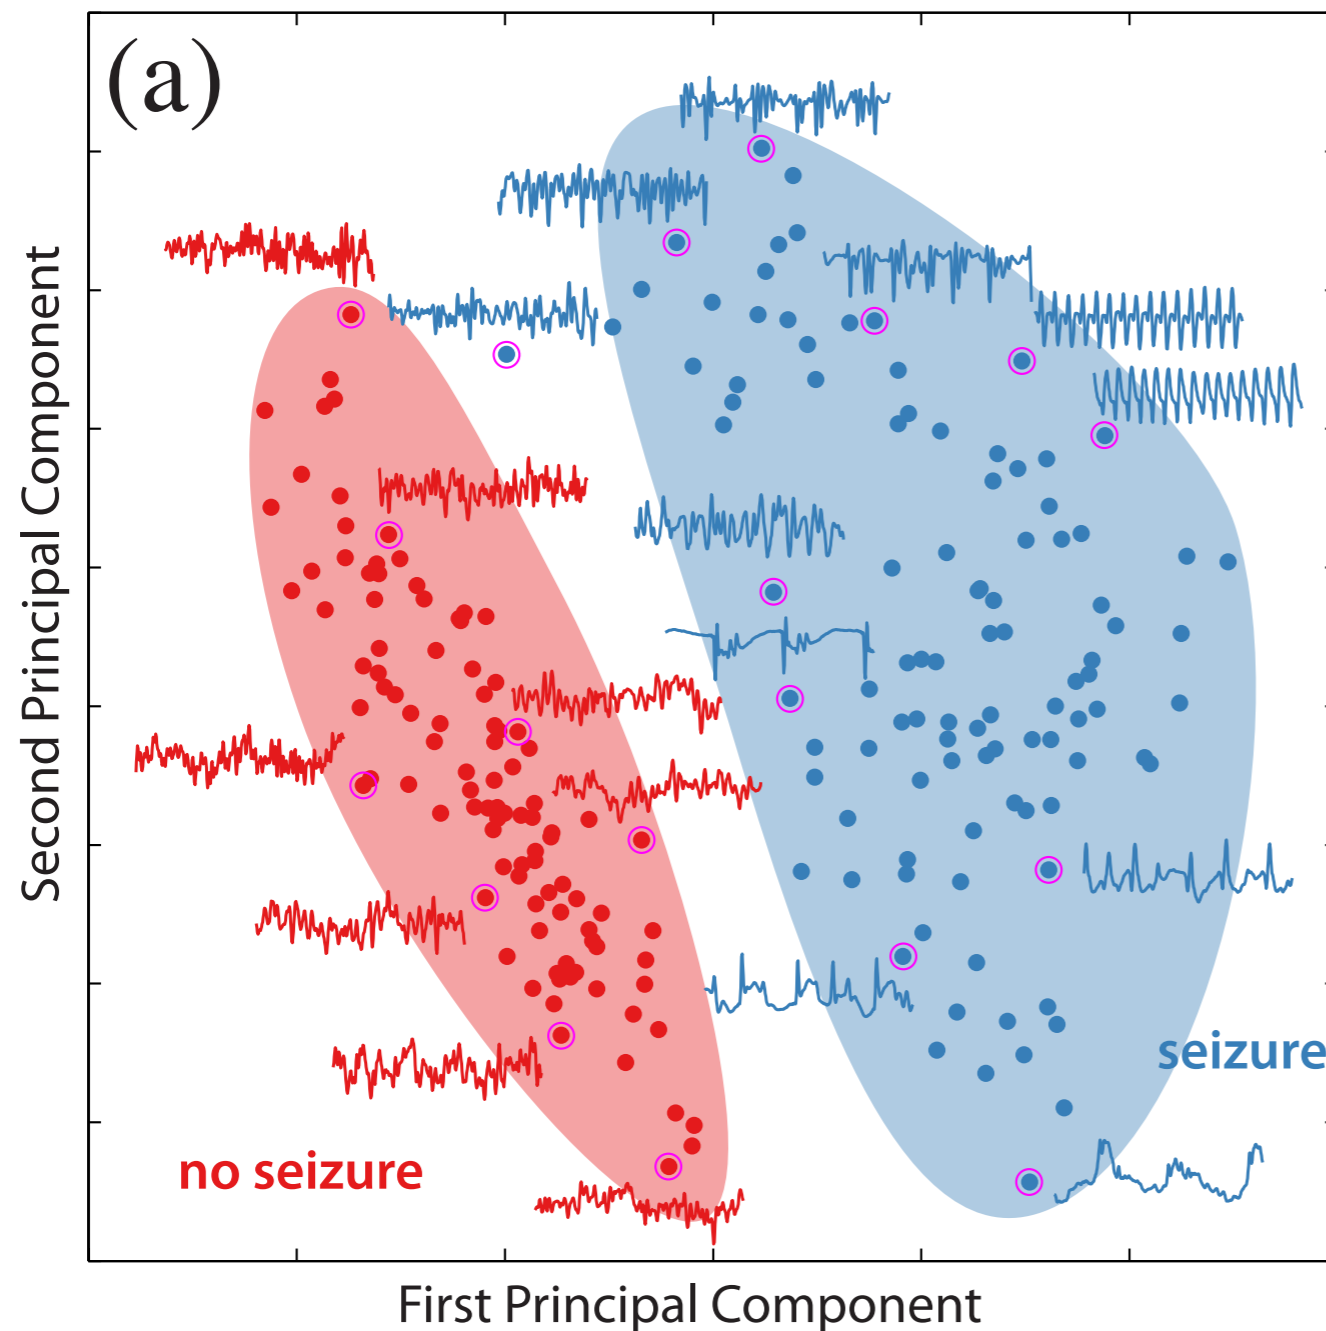 (a)
Second Principal Component
seizure
no seizure
First Principal Component